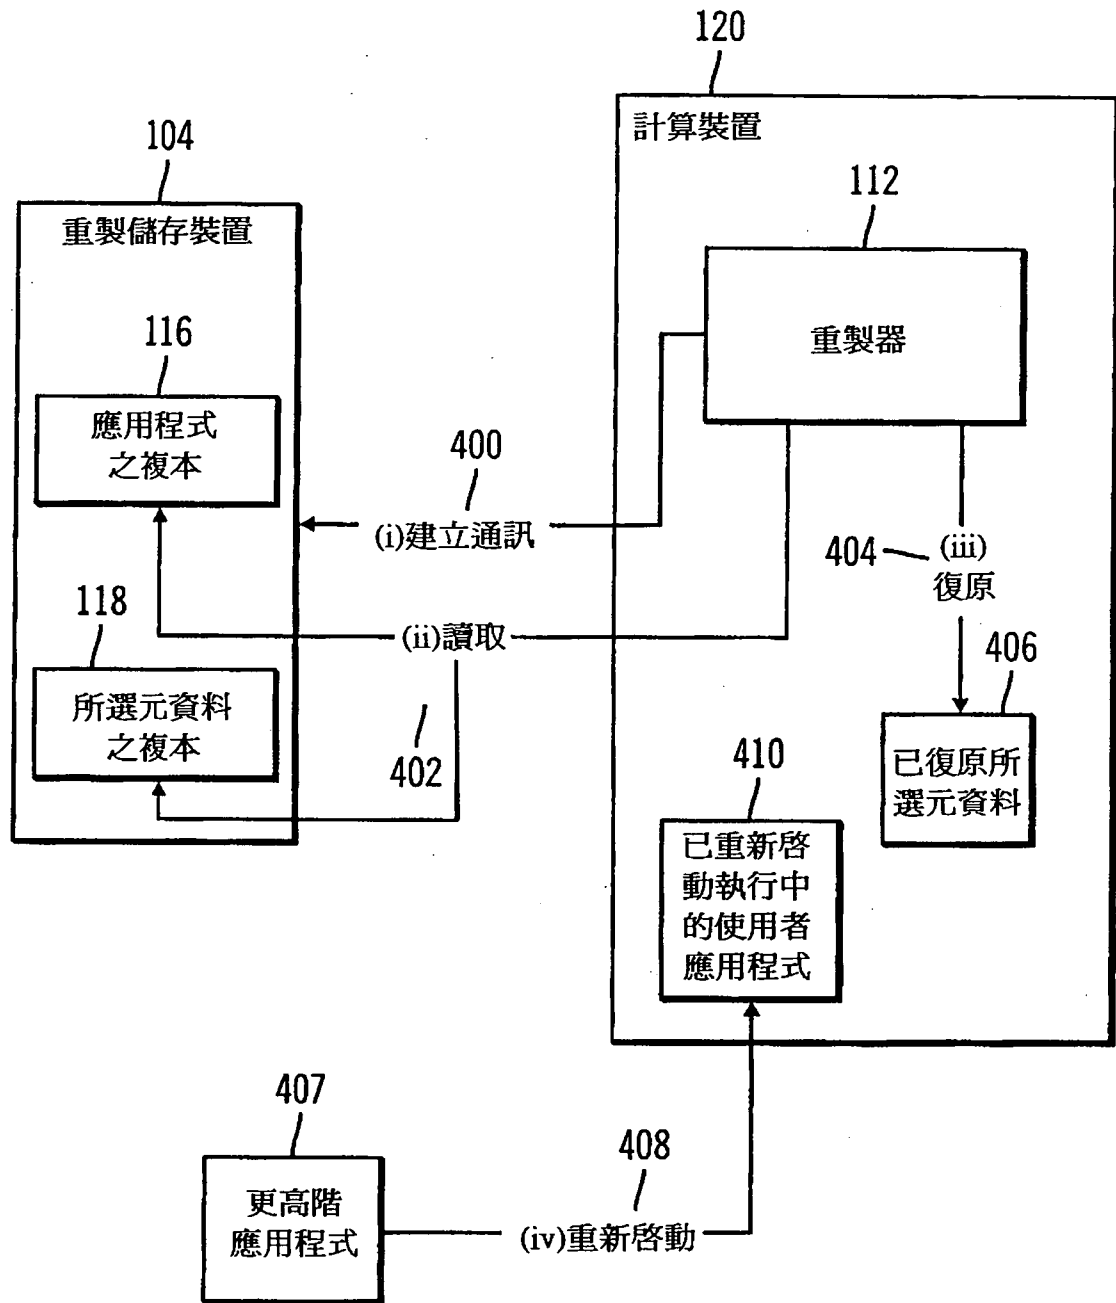 120
計算裝置
104
重製儲存裝置
112
重製器
116
應用程式
之複本
400
(i)建立通訊
404
(iii)
復原
118
(ii)讀取
所選元資料
之複本
402
406
已復原所
選元資料
410
已重新啓
動執行中
的使用者
應用程式
407
更高階
應用程式
408
(iv)重新啓動